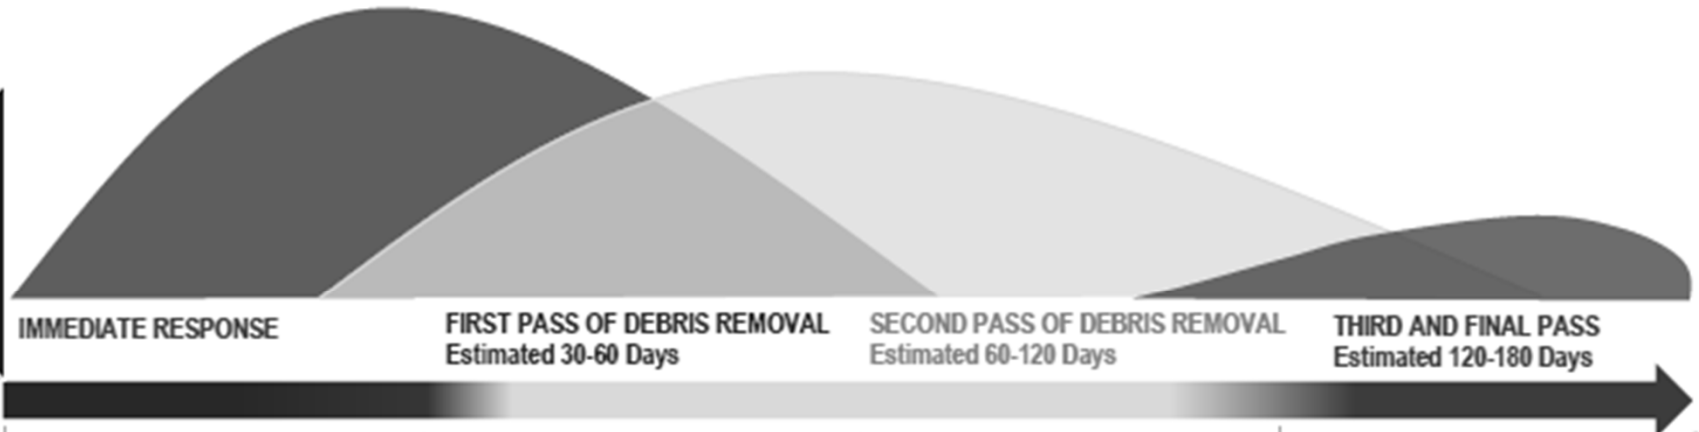 IMMEDIATE RESPONSE
FIRST PASS OF DEBRIS REMOVAL
Estimated 30-60 Days
SECOND PASS OF DEBRIS REMOVAL
Estimated 60-120 Days
THIRD AND FINAL PASS
Estimated 120-180 Days